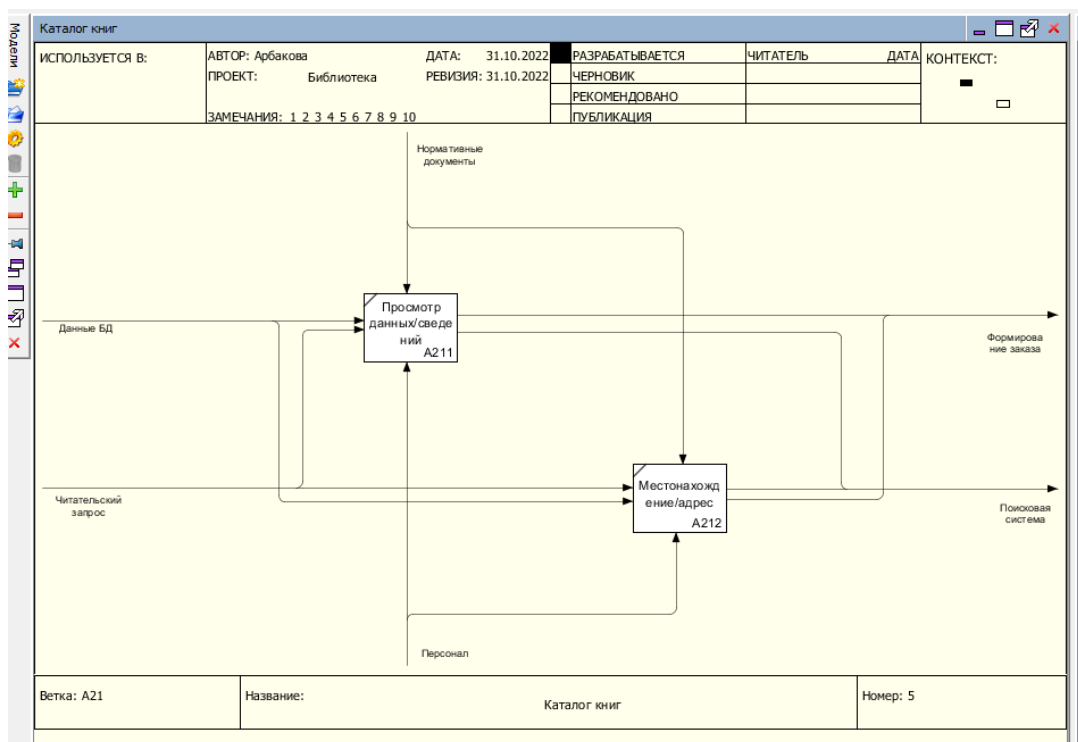 Модели
Каталог книг
ИСПОЛЬЗУЕТСЯ В:
АВТОР: Арбакова
ДАТА: 31.10.2022
ПРОЕКТ: Библиотека
РЕВИЗИЯ: 31.10.2022
ЗАМЕЧАНИЯ: 1 2 3 4 5 6 7 8 9 10
РАЗРАБАТЫВАЕТСЯ
ЧЕРНОВИК
РЕКОМЕНДОВАНО
ПУБЛИКАЦИЯ
ЧИТАТЕЛЬ
ДАТА
КОНТЕКСТ:
Нормативные
документы
Просмотр
данных/сведе
ний
A211
Данные БД
Формирова
ние заказа
Читательский
запрос
Местонахожд
ение/адрес
A212
Поисковая
система
Персонал
Ветка: A21
Название:
Каталог книг
Номер: 5